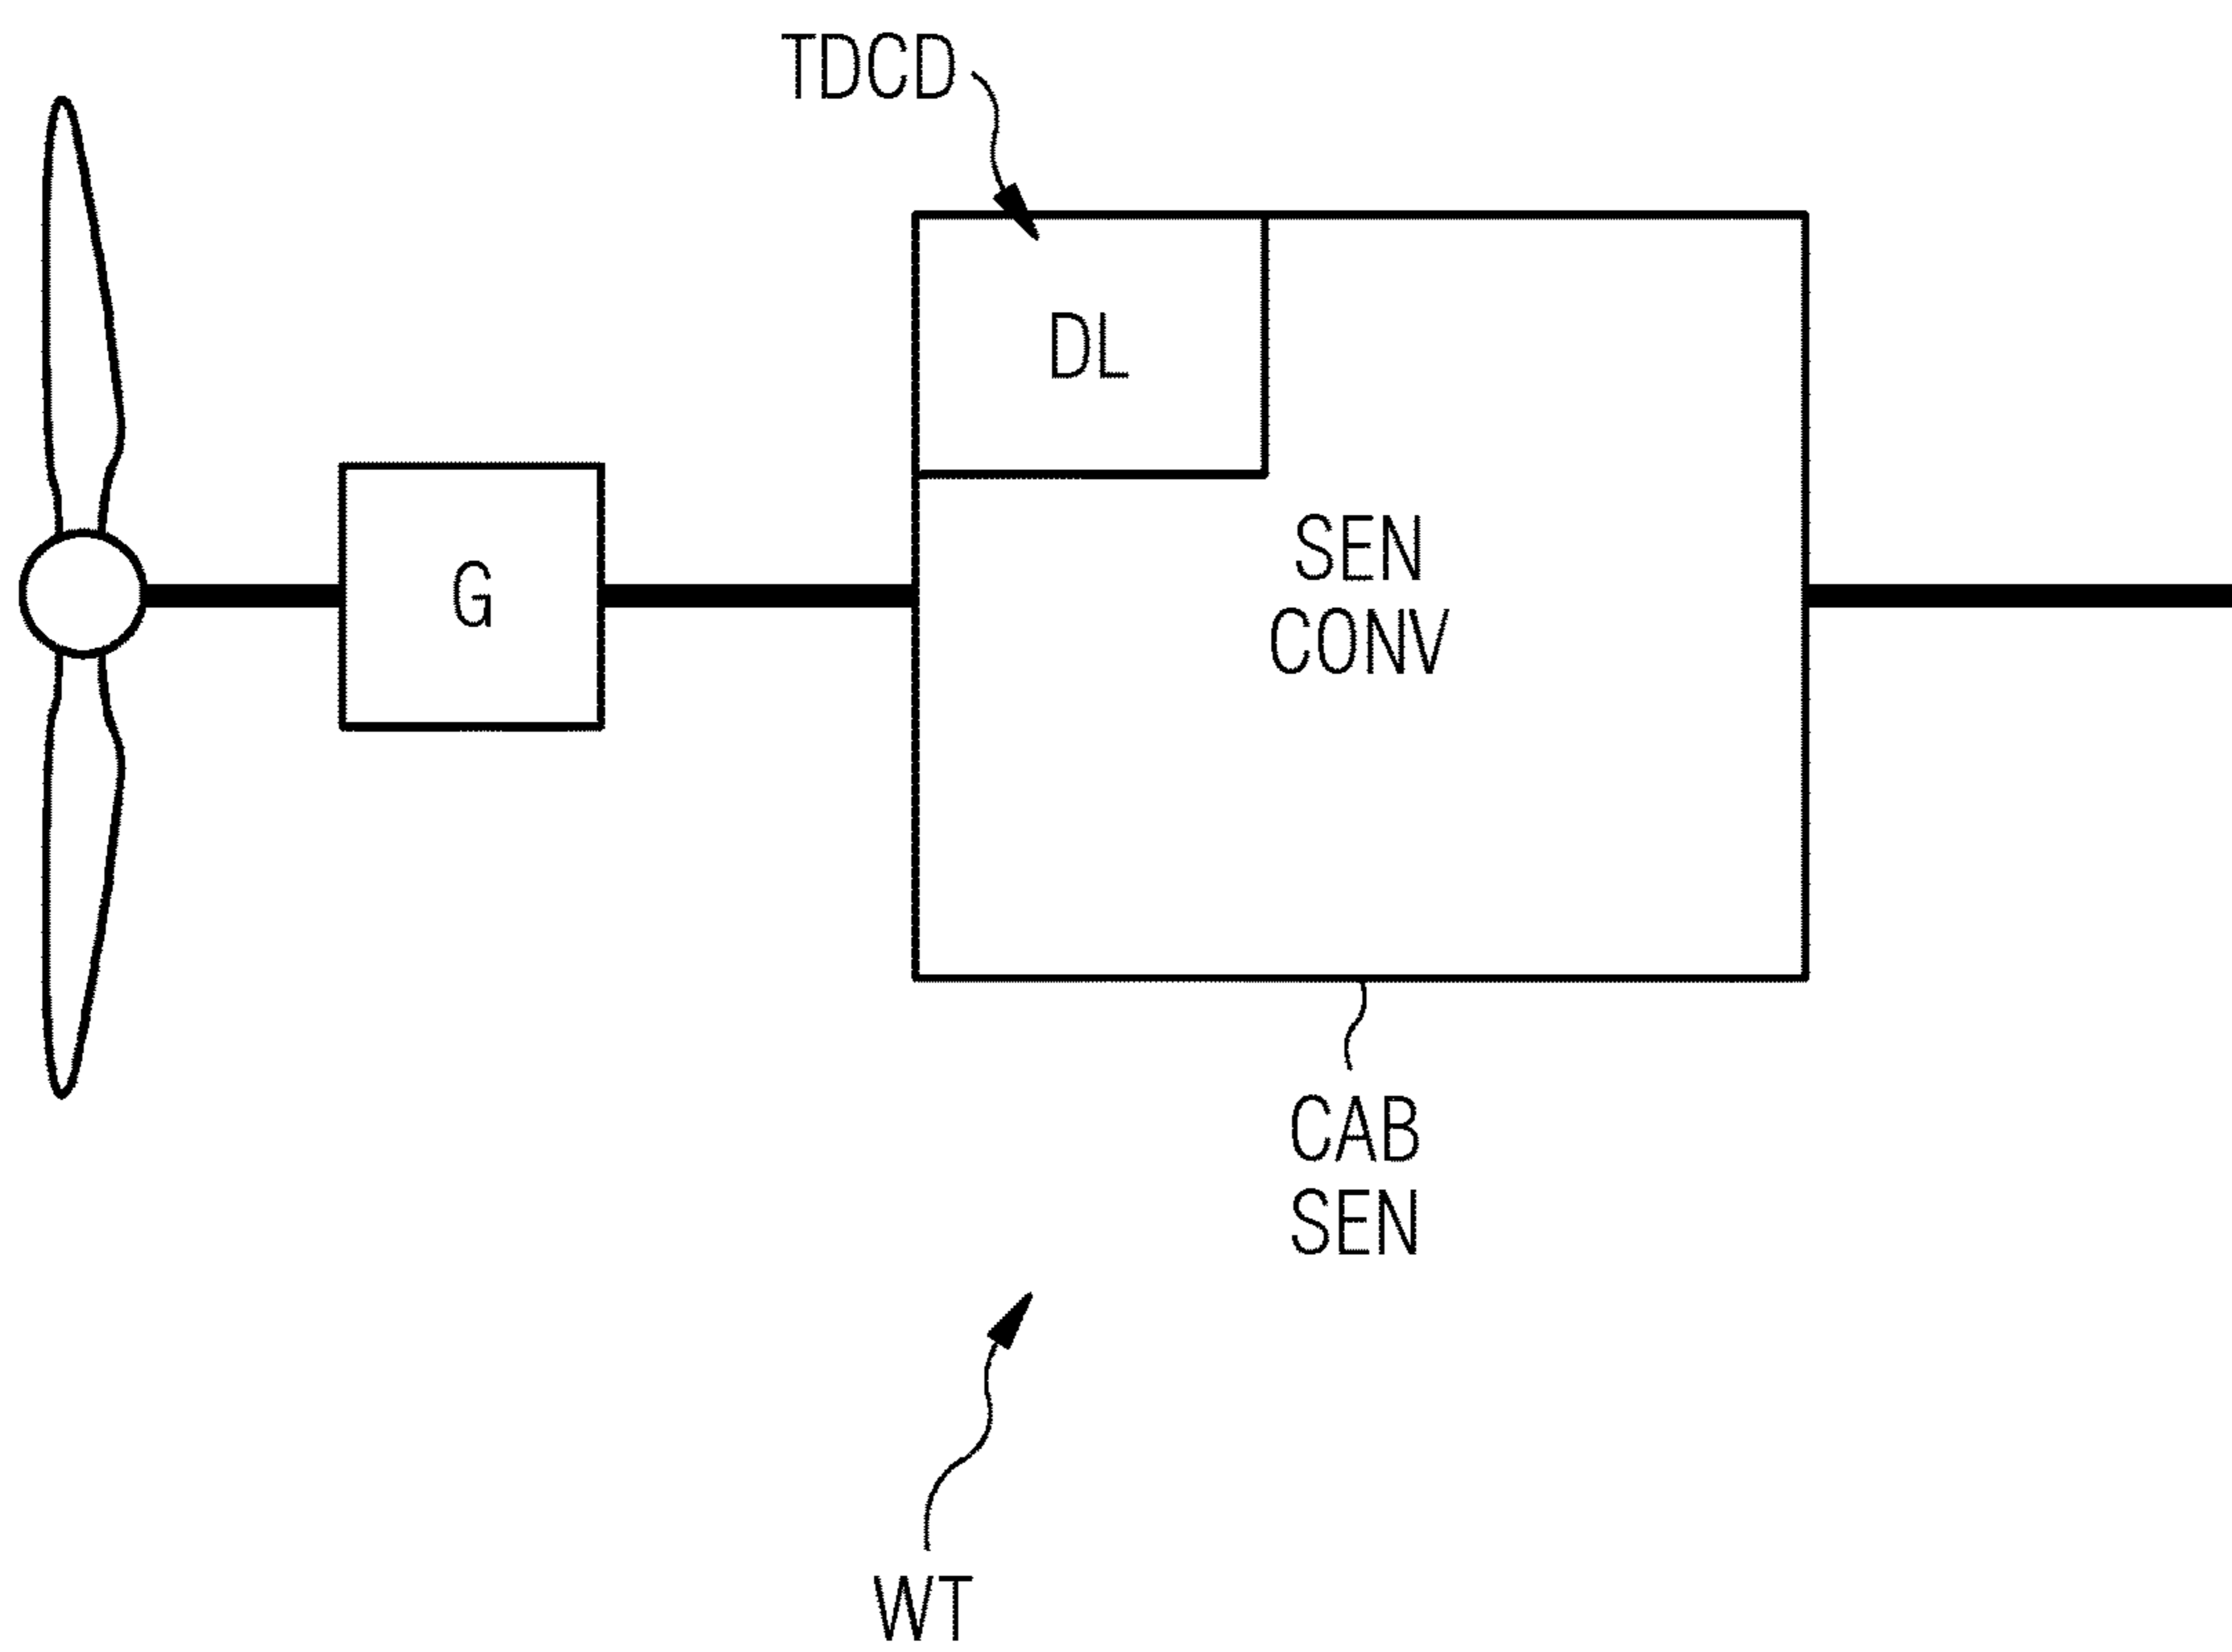 TDCD
DL
G
SEN
CONV
CAB
SEN
WT